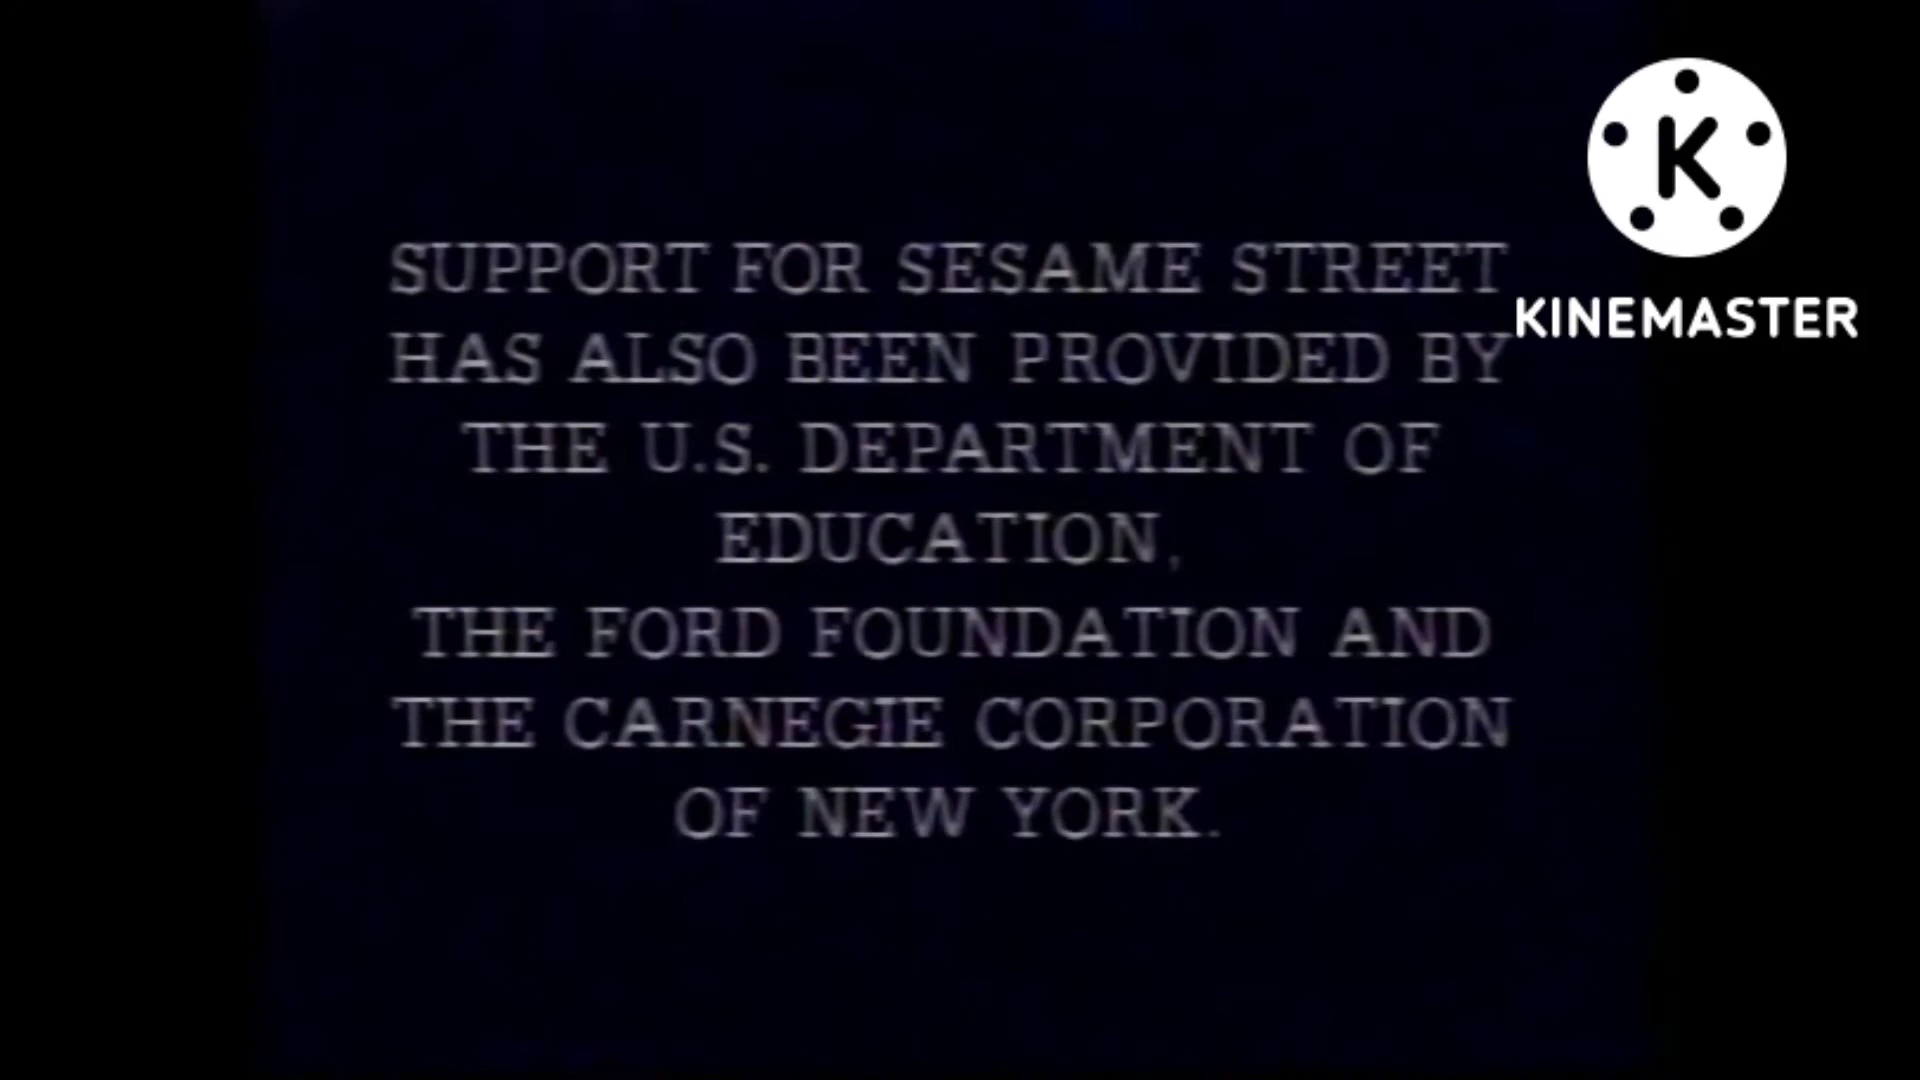 SUPPORT FOR SESAME STREET
HAS ALSO BEEN PROVIDED BY
THE U.S. DEPARTMENT OF
EDUCATION,
THE FORD FOUNDATION AND
THE CARNEGIE CORPORATION
OF NEW YORK.
K
KINEMASTER